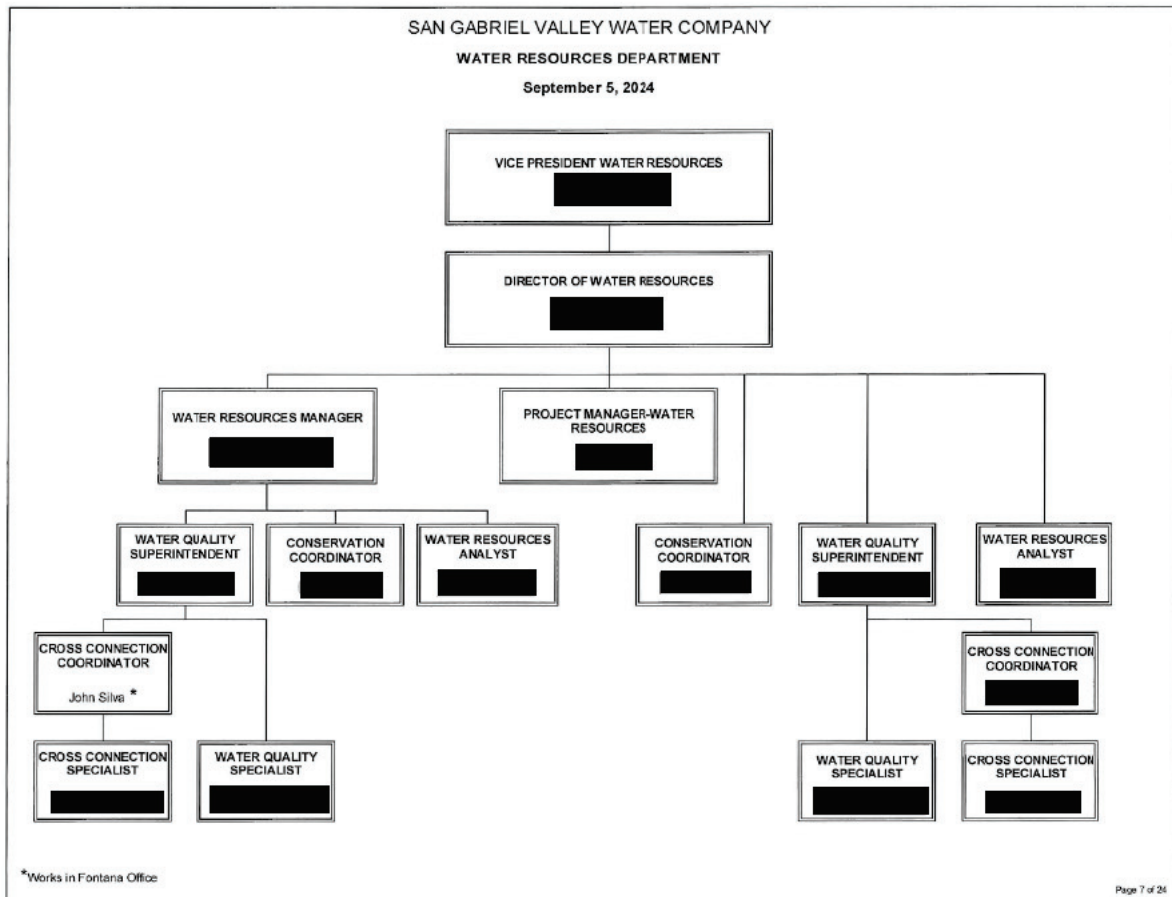 SAN GABRIEL VALLEY WATER COMPANY
WATER RESOURCES DEPARTMENT
September 5, 2024
VICE PRESIDENT WATER RESOURCES
DIRECTOR OF WATER RESOURCES
WATER RESOURCES MANAGER
PROJECT MANAGER-WATER
RESOURCES
WATER QUALITY
SUPERINTENDENT
CONSERVATION
COORDINATOR
WATER RESOURCES
ANALYST
CONSERVATION
COORDINATOR
WATER QUALITY
SUPERINTENDENT
WATER RESOURCES
ANALYST
CROSS CONNECTION
COORDINATOR
John Silva *
CROSS CONNECTION
COORDINATOR
CROSS CONNECTION
SPECIALIST
WATER QUALITY
SPECIALIST
WATER QUALITY
SPECIALIST
CROSS CONNECTION
SPECIALIST
*Works in Fontana Office
Page 7 of 24